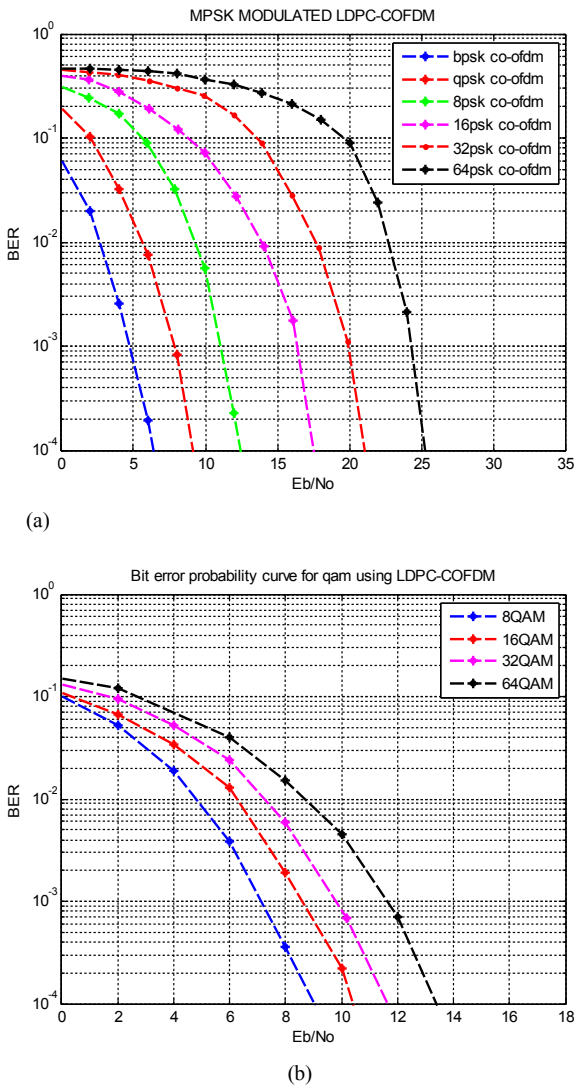 MPSK MODULATED LDPC-COFDM
10^0
10^-1
10^-2
10^-3
10^-4
BER
bpsk co-ofdm
qpsk co-ofdm
8psk co-ofdm
16psk co-ofdm
32psk co-ofdm
64psk co-ofdm
0 5 10 15 20 25 30 35
Eb/No
(a)
Bit error probability curve for qam using LDPC-COFDM
10^0
10^-1
10^-2
10^-3
10^-4
BER
8QAM
16QAM
32QAM
64QAM
0 2 4 6 8 10 12 14 16 18
Eb/No
(b)